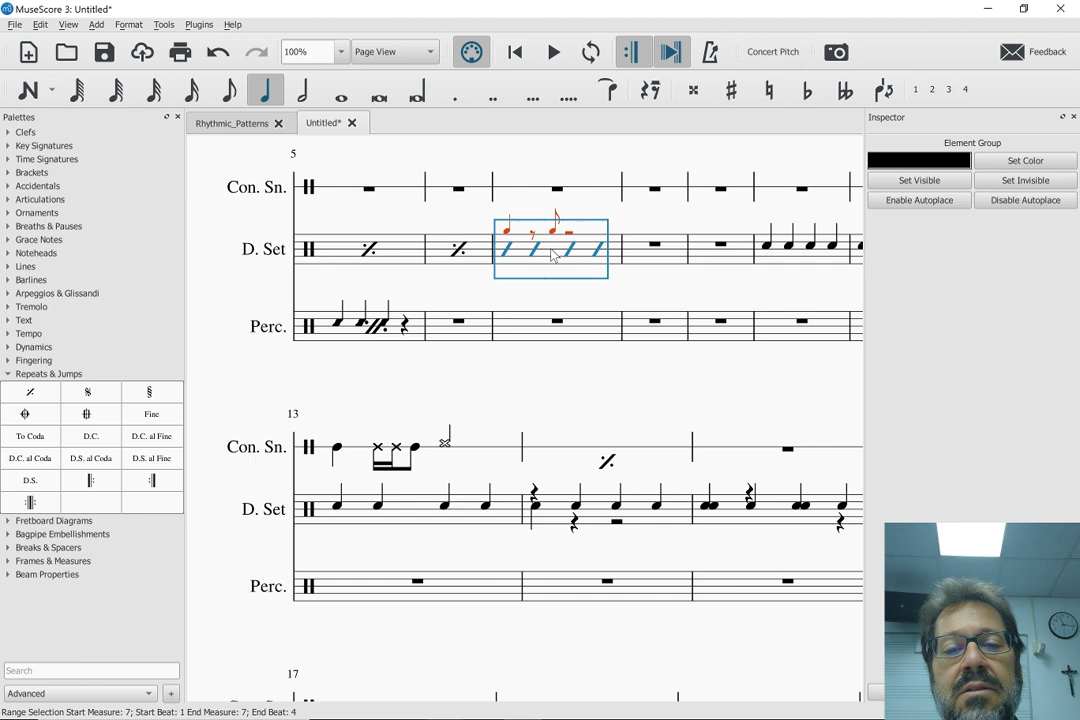 MuseScore 3: Untitled*
File Edit View Add Format Tools Plugins Help
100% Page View Concert Pitch Feedback
1 2 3 4
Palettes
Clefs
Key Signatures
Time Signatures
Brackets
Accidentals
Articulations
Ornaments
Breaths & Pauses
Grace Notes
Noteheads
Lines
Barlines
Arpeggios & Glissandi
Tremolo
Text
Tempo
Dynamics
Fingering
Repeats & Jumps
Fine
To Coda D.C. D.C. al Fine
D.C. al Coda D.S. al Coda D.S. al Fine
D.S.
Fretboard Diagrams
Bagpipe Embellishments
Breaks & Spacers
Frames & Measures
Beam Properties
Search
Advanced +
Rhythmic_Patterns Untitled*
5
Con. Sn.
D. Set
Perc.
13
Con. Sn.
D. Set
Perc.
17
Inspector
Element Group
Set Color
Set Visible Set Invisible
Enable Autoplace Disable Autoplace
Range Selection Start Measure: 7; Start Beat: 1 End Measure: 7; End Beat: 4